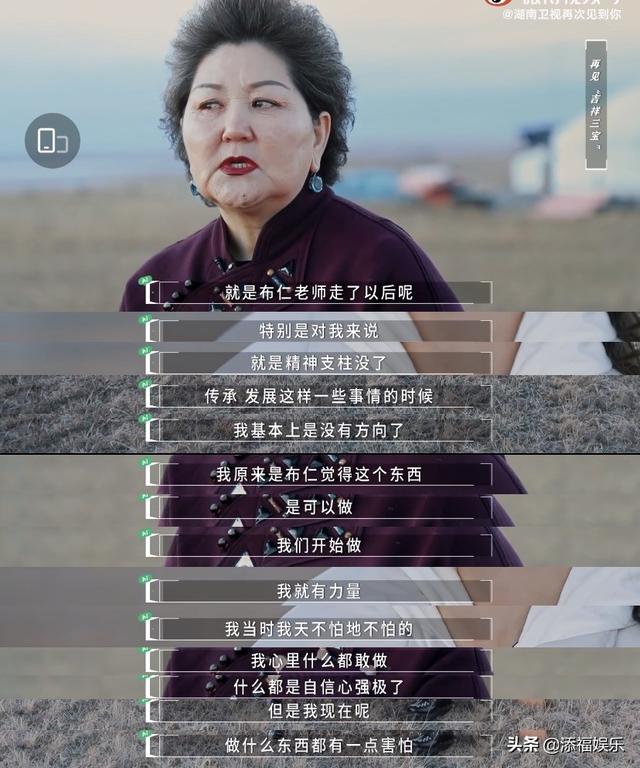 @湖南卫视再次见到你
再见"吉祥三宝"
就是布仁老师走了以后呢
特别是对我来说
就是精神支柱没了
传承 发展这样一些事情的时候
我基本上是没有方向了
我原来是布仁觉得这个东西
是可以做
我们开始做
我就有力量
我当时我天不怕地不怕的
我心里什么都敢做
什么都是自信心强极了
但是我现在呢
做什么东西都有一点害怕
头条 @添福娱乐